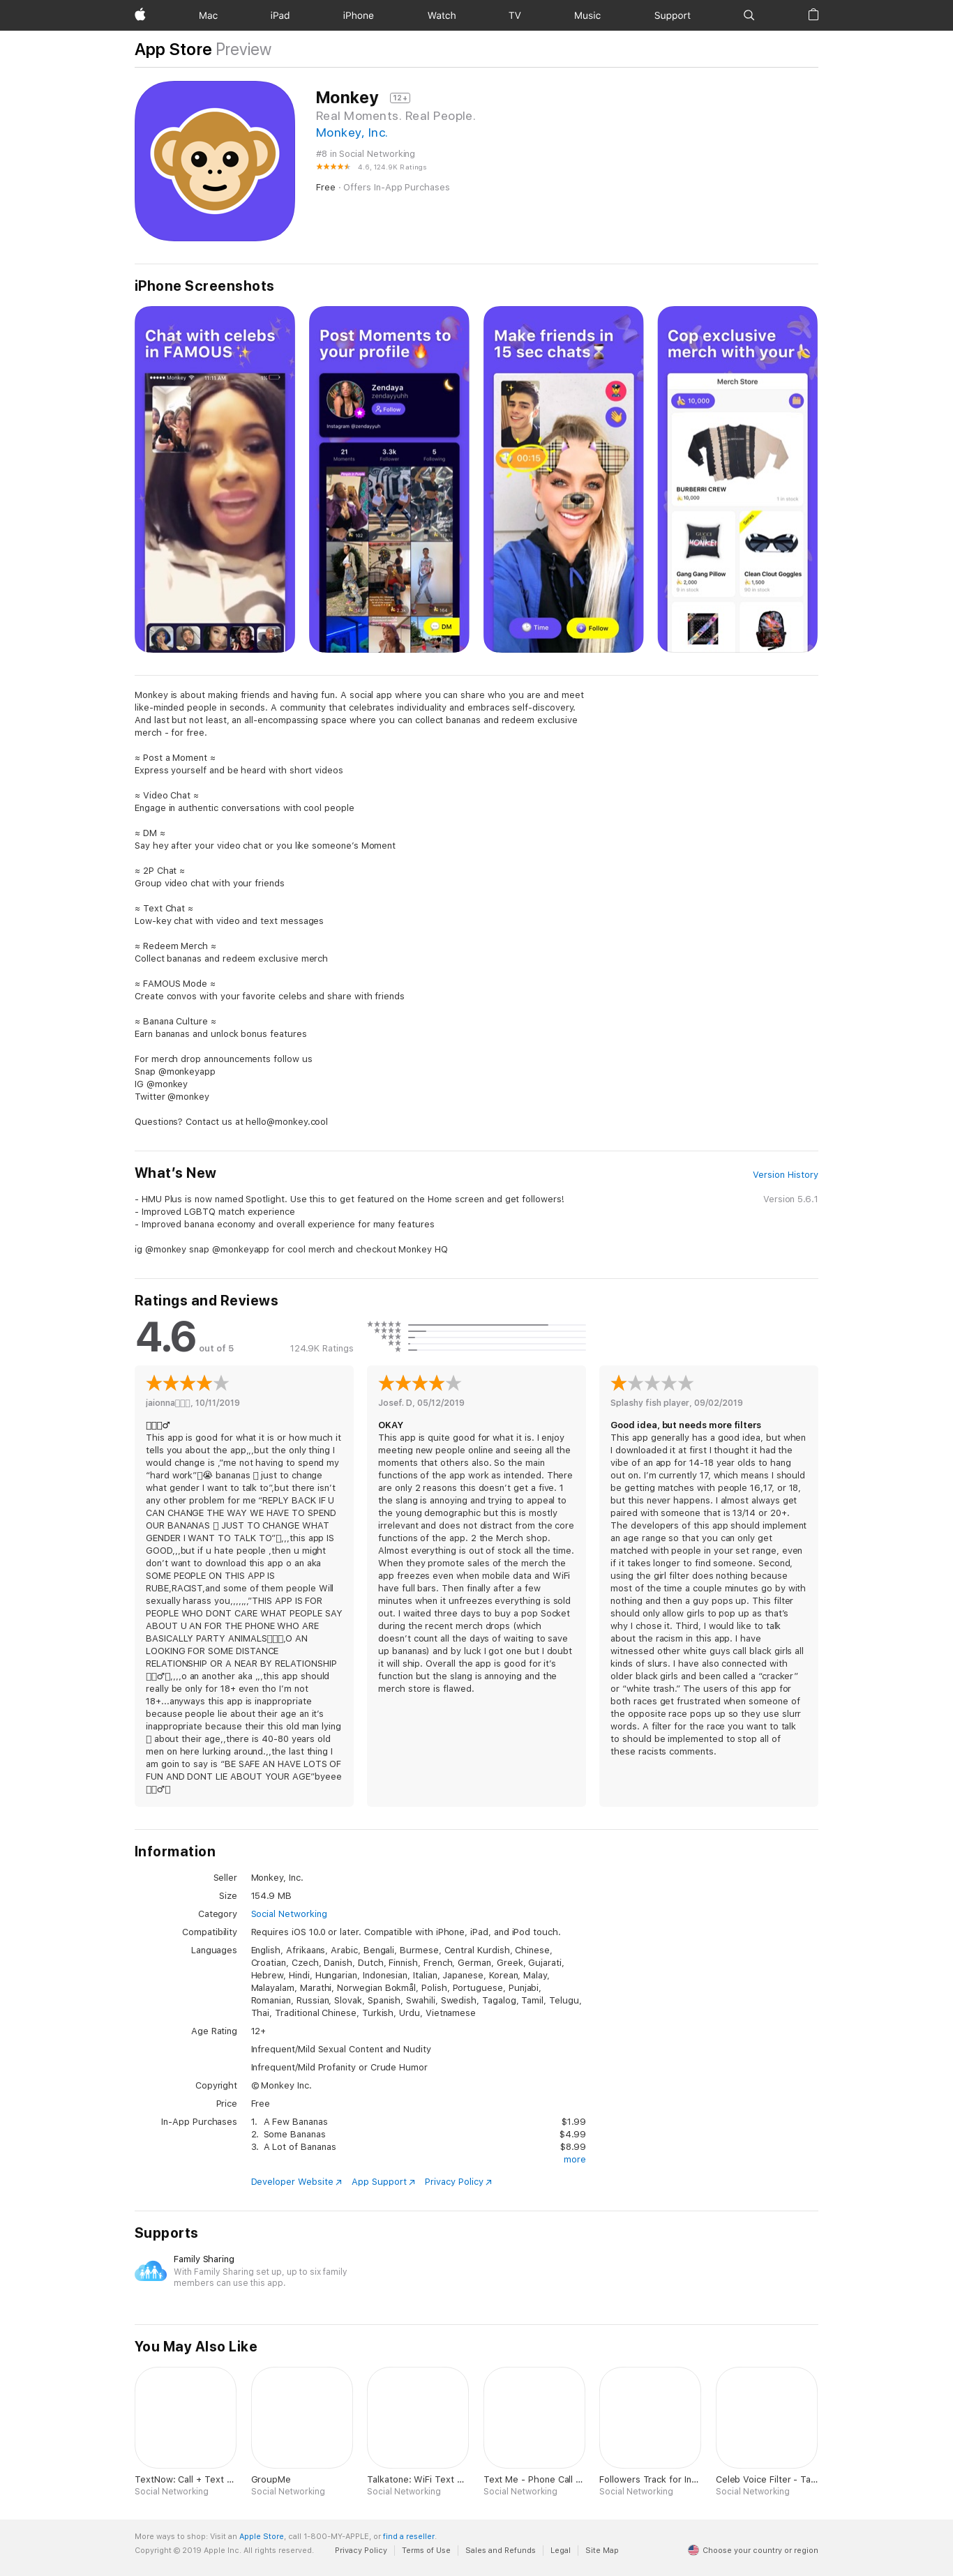 Mac
iPad
iPhone
Watch
TV
Music
Support
App Store Preview
Monkey 12+
Real Moments. Real People.
Monkey, Inc.
#8 in Social Networking
4.6, 124.9K Ratings
Free · Offers In-App Purchases
iPhone Screenshots
Chat with celebs
in FAMOUS
Monkey
11:11 AM
Post Moments to
your profile
Zendaya
zendayyuhh
Follow
Instagram @zendayyuh
21
3.3k
5
Moments
Follower
Following
DM
Make friends in
15 sec chats
00:15
Time
Follow
Cop exclusive
merch with your
Merch Store
10,000
BURBERRI CREW
10,000
1 in stock
MONKEY
Gang Gang Pillow
2,000
Clean Clout Goggles
1,500
Monkey is about making friends and having fun. A social app where you can share who you are and meet
like-minded people in seconds. A community that celebrates individuality and embraces self-discovery.
And last but not least, an all-encompassing space where you can collect bananas and redeem exclusive
merch - for free.
≈ Post a Moment ≈
Express yourself and be heard with short videos
≈ Video Chat ≈
Engage in authentic conversations with cool people
≈ DM ≈
Say hey after your video chat or you like someone’s Moment
≈ 2P Chat ≈
Group video chat with your friends
≈ Text Chat ≈
Low-key chat with video and text messages
≈ Redeem Merch ≈
Collect bananas and redeem exclusive merch
≈ FAMOUS Mode ≈
Create convos with your favorite celebs and share with friends
≈ Banana Culture ≈
Earn bananas and unlock bonus features
For merch drop announcements follow us
Snap @monkeyapp
IG @monkey
Twitter @monkey
Questions? Contact us at hello@monkey.cool
What’s New
Version History
- HMU Plus is now named Spotlight. Use this to get featured on the Home screen and get followers!
Version 5.6.1
- Improved LGBTQ match experience
- Improved banana economy and overall experience for many features
ig @monkey snap @monkeyapp for cool merch and checkout Monkey HQ
Ratings and Reviews
4.6 out of 5
124.9K Ratings
jaionna, 10/11/2019
♂
This app is good for what it is or how much it
tells you about the app,,,but the only thing I
would change is ,“me not having to spend my
“hard work”😭 bananas just to change
what gender I want to talk to”,but there isn’t
any other problem for me “REPLY BACK IF U
CAN CHANGE THE WAY WE HAVE TO SPEND
OUR BANANAS JUST TO CHANGE WHAT
GENDER I WANT TO TALK TO”,,,this app IS
GOOD,,,but if u hate people ,then u might
don’t want to download this app o an aka
SOME PEOPLE ON THIS APP IS
RUBE,RACIST,and some of them people Will
sexually harass you,,,,,,,”THIS APP IS FOR
PEOPLE WHO DONT CARE WHAT PEOPLE SAY
ABOUT U AN FOR THE PHONE WHO ARE
BASICALLY PARTY ANIMALS,O AN
LOOKING FOR SOME DISTANCE
RELATIONSHIP OR A NEAR BY RELATIONSHIP
♂,,,,o an another aka ,,,this app should
really be only for 18+ even tho I’m not
18+...anyways this app is inappropriate
because people lie about their age an it’s
inappropriate because their this old man lying
about their age,,there is 40-80 years old
men on here lurking around.,,the last thing I
am goin to say is “BE SAFE AN HAVE LOTS OF
FUN AND DONT LIE ABOUT YOUR AGE”byeee
♂
Josef. D, 05/12/2019
OKAY
This app is quite good for what it is. I enjoy
meeting new people online and seeing all the
moments that others also. So the main
functions of the app work as intended. There
are only 2 reasons this doesn’t get a five. 1
the slang is annoying and trying to appeal to
the young demographic but this is mostly
irrelevant and does not distract from the core
functions of the app. 2 the Merch shop.
Almost everything is out of stock all the time.
When they promote sales of the merch the
app freezes even when mobile data and WiFi
have full bars. Then finally after a few
minutes when it unfreezes everything is sold
out. I waited three days to buy a pop Socket
during the recent merch drops (which
doesn’t count all the days of waiting to save
up bananas) and by luck I got one but I doubt
it will ship. Overall the app is good for it’s
function but the slang is annoying and the
merch store is flawed.
Splashy fish player, 09/02/2019
Good idea, but needs more filters
This app generally has a good idea, but when
I downloaded it at first I thought it had the
vibe of an app for 14-18 year olds to hang
out on. I’m currently 17, which means I should
be getting matches with people 16,17, or 18,
but this never happens. I almost always get
paired with someone that is 13/14 or 20+.
The developers of this app should implement
an age range so that you can only get
matched with people in your set range, even
if it takes longer to find someone. Second,
using the girl filter does nothing because
most of the time a couple minutes go by with
nothing and then a guy pops up. This filter
should only allow girls to pop up as that’s
why I chose it. Third, I would like to talk
about the racism in this app. I have
witnessed other white guys call black girls all
kinds of slurs. I have also connected with
older black girls and been called a “cracker”
or “white trash.” The users of this app for
both races get frustrated when someone of
the opposite race pops up so they use slurr
words. A filter for the race you want to talk
to should be implemented to stop all of
these racists comments.
Information
Seller
Monkey, Inc.
Size
154.9 MB
Category
Social Networking
Compatibility
Requires iOS 10.0 or later. Compatible with iPhone, iPad, and iPod touch.
Languages
English, Afrikaans, Arabic, Bengali, Burmese, Central Kurdish, Chinese,
Croatian, Czech, Danish, Dutch, Finnish, French, German, Greek, Gujarati,
Hebrew, Hindi, Hungarian, Indonesian, Italian, Japanese, Korean, Malay,
Malayalam, Marathi, Norwegian Bokmål, Polish, Portuguese, Punjabi,
Romanian, Russian, Slovak, Spanish, Swahili, Swedish, Tagalog, Tamil, Telugu,
Thai, Traditional Chinese, Turkish, Urdu, Vietnamese
Age Rating
12+
Infrequent/Mild Sexual Content and Nudity
Infrequent/Mild Profanity or Crude Humor
Copyright
© Monkey Inc.
Price
Free
In-App Purchases
1. A Few Bananas $1.99
2. Some Bananas $4.99
3. A Lot of Bananas $8.99
more
Developer Website
App Support
Privacy Policy
Supports
Family Sharing
With Family Sharing set up, up to six family
members can use this app.
You May Also Like
TextNow: Call + Text ...
Social Networking
GroupMe
Social Networking
Talkatone: WiFi Text ...
Social Networking
Text Me - Phone Call ...
Social Networking
Followers Track for In...
Social Networking
Celeb Voice Filter - Ta...
Social Networking
More ways to shop: Visit an Apple Store, call 1-800-MY-APPLE, or find a reseller.
Copyright © 2019 Apple Inc. All rights reserved.
Privacy Policy
Terms of Use
Sales and Refunds
Legal
Site Map
Choose your country or region